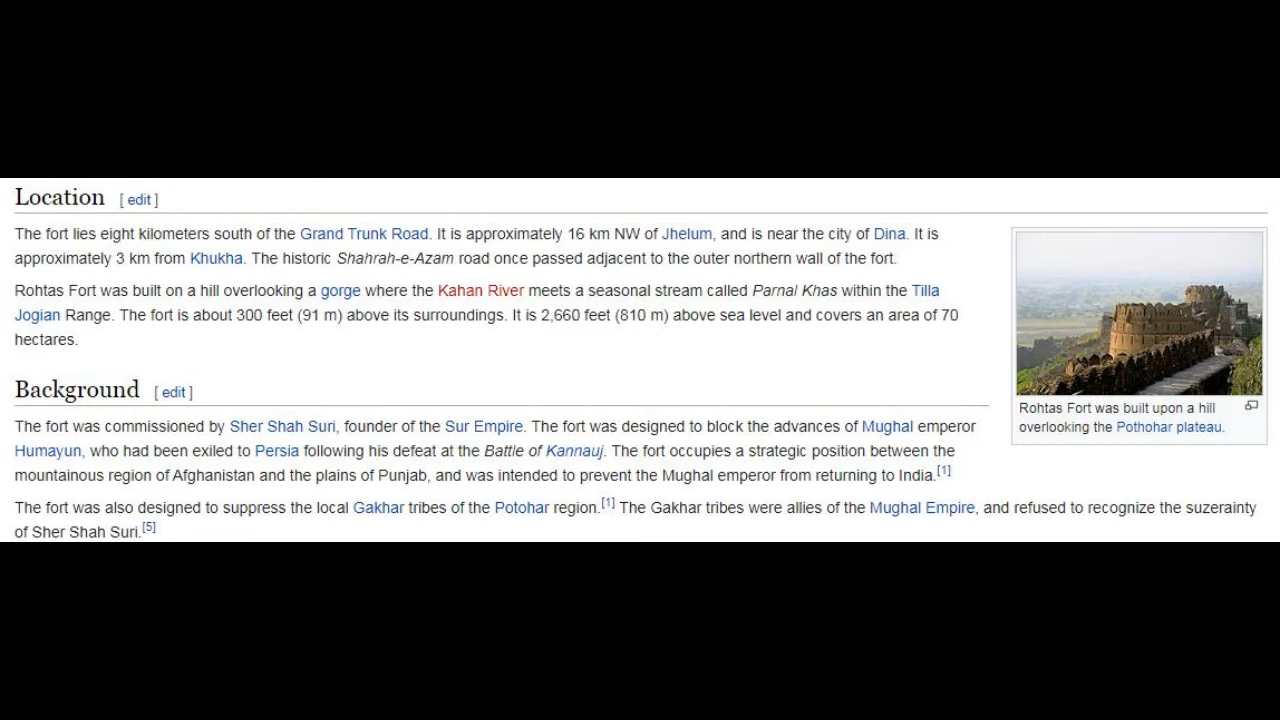 Location [ edit ]
The fort lies eight kilometers south of the Grand Trunk Road. It is approximately 16 km NW of Jhelum, and is near the city of Dina. It is
approximately 3 km from Khukha. The historic Shahrah-e-Azam road once passed adjacent to the outer northern wall of the fort.
Rohtas Fort was built on a hill overlooking a gorge where the Kahan River meets a seasonal stream called Parnal Khas within the Tilla
Jogian Range. The fort is about 300 feet (91 m) above its surroundings. It is 2,660 feet (810 m) above sea level and covers an area of 70
hectares.
Rohtas Fort was built upon a hill
overlooking the Pothohar plateau.
Background [ edit ]
The fort was commissioned by Sher Shah Suri, founder of the Sur Empire. The fort was designed to block the advances of Mughal emperor
Humayun, who had been exiled to Persia following his defeat at the Battle of Kannauj. The fort occupies a strategic position between the
mountainous region of Afghanistan and the plains of Punjab, and was intended to prevent the Mughal emperor from returning to India.[1]
The fort was also designed to suppress the local Gakhar tribes of the Potohar region.[1] The Gakhar tribes were allies of the Mughal Empire, and refused to recognize the suzerainty
of Sher Shah Suri.[5]